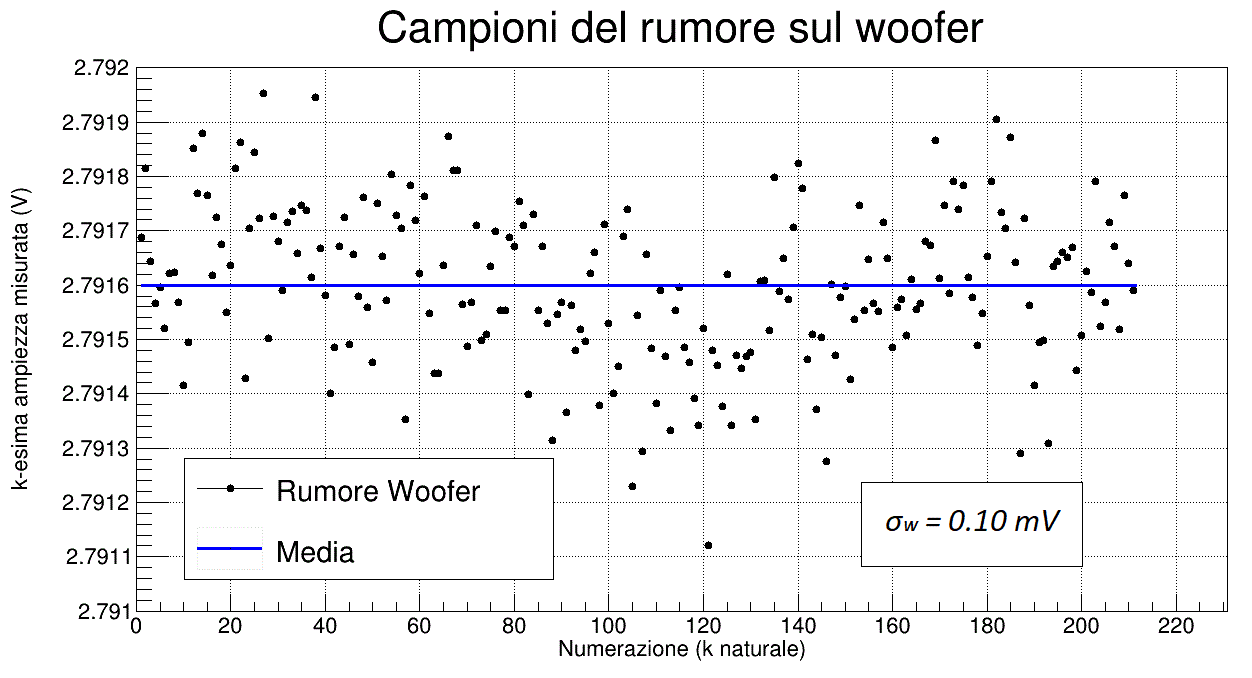 Campioni del rumore sul woofer
k-esima ampiezza misurata (V)
2.792
2.7919
2.7918
2.7917
2.7916
2.7915
2.7914
2.7913
2.7912
2.7911
2.791
Rumore Woofer
Media
σw = 0.10 mV
0 20 40 60 80 100 120 140 160 180 200 220
Numerazione (k naturale)